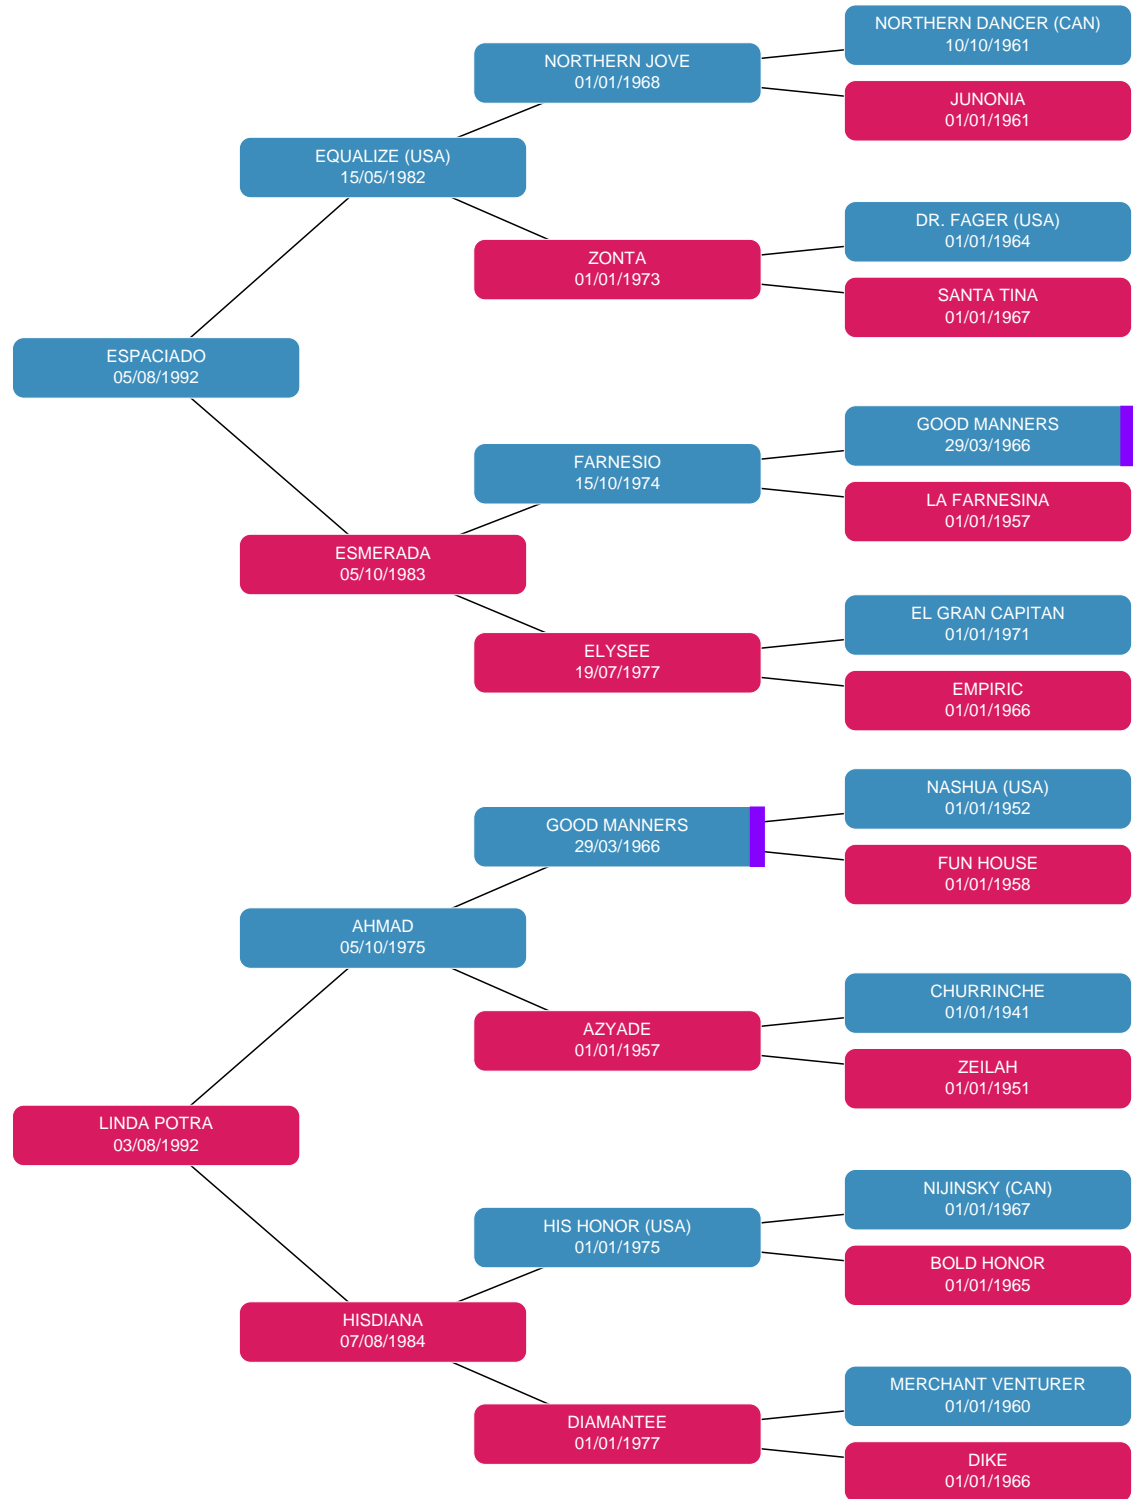 NORTHERN DANCER (CAN)
10/10/1961
NORTHERN JOVE
01/01/1968
JUNONIA
01/01/1961
EQUALIZE (USA)
15/05/1982
DR. FAGER (USA)
01/01/1964
ZONTA
01/01/1973
SANTA TINA
01/01/1967
ESPACIADO
05/08/1992
GOOD MANNERS
29/03/1966
FARNESIO
15/10/1974
LA FARNESINA
01/01/1957
ESMERADA
05/10/1983
EL GRAN CAPITAN
01/01/1971
ELYSEE
19/07/1977
EMPIRIC
01/01/1966
NASHUA (USA)
01/01/1952
GOOD MANNERS
29/03/1966
FUN HOUSE
01/01/1958
AHMAD
05/10/1975
CHURRINCHE
01/01/1941
AZYADE
01/01/1957
ZEILAH
01/01/1951
LINDA POTRA
03/08/1992
NIJINSKY (CAN)
01/01/1967
HIS HONOR (USA)
01/01/1975
BOLD HONOR
01/01/1965
HISDIANA
07/08/1984
MERCHANT VENTURER
01/01/1960
DIAMANTEE
01/01/1977
DIKE
01/01/1966